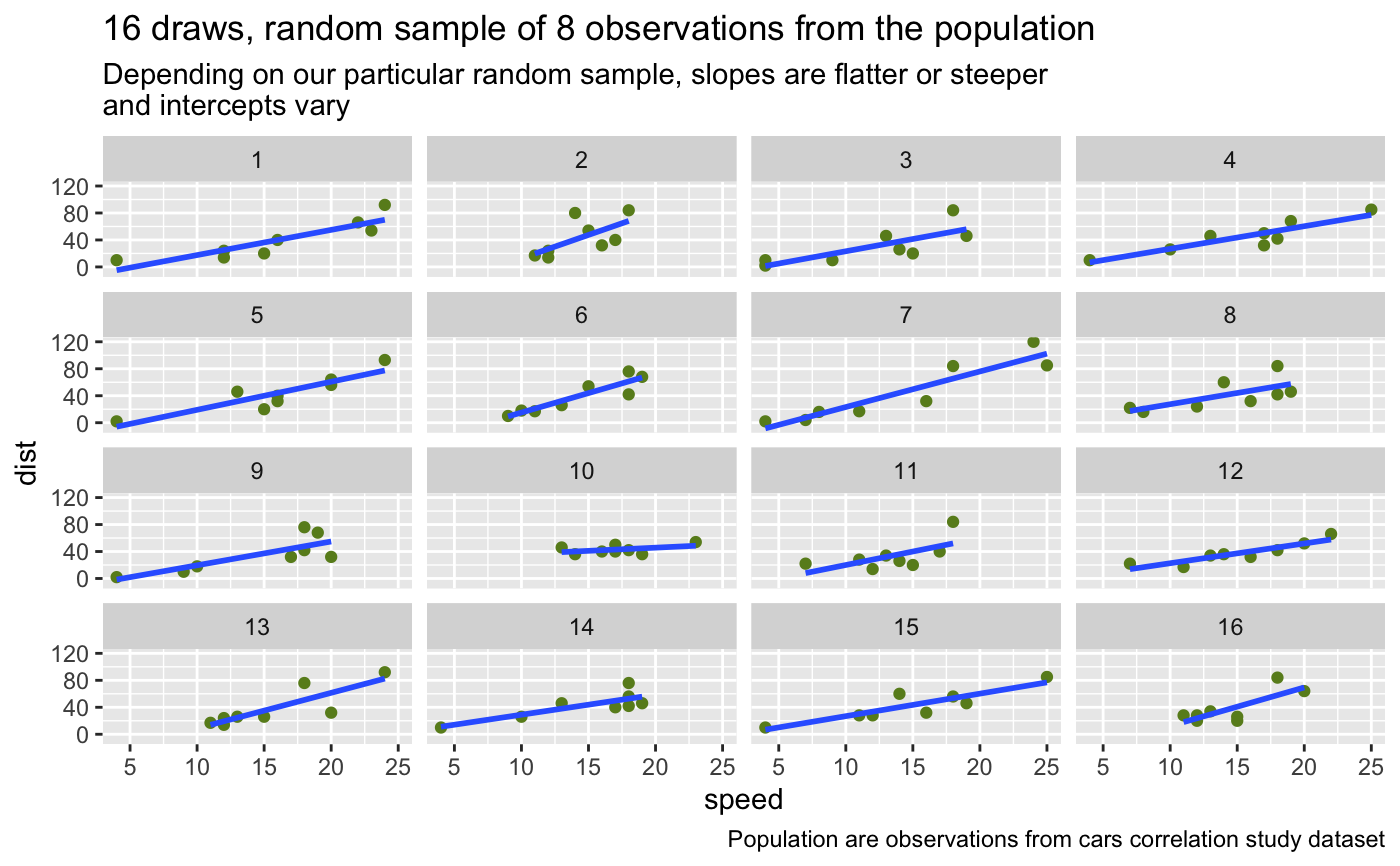 16 draws, random sample of 8 observations from the population
Depending on our particular random sample, slopes are flatter or steeper
and intercepts vary
1 2 3 4
120
80
40
0
5 6 7 8
120
80
40
0
dist
9 10 11 12
120
80
40
0
13 14 15 16
120
80
40
0
5 10 15 20 25 5 10 15 20 25 5 10 15 20 25 5 10 15 20 25
speed
Population are observations from cars correlation study dataset